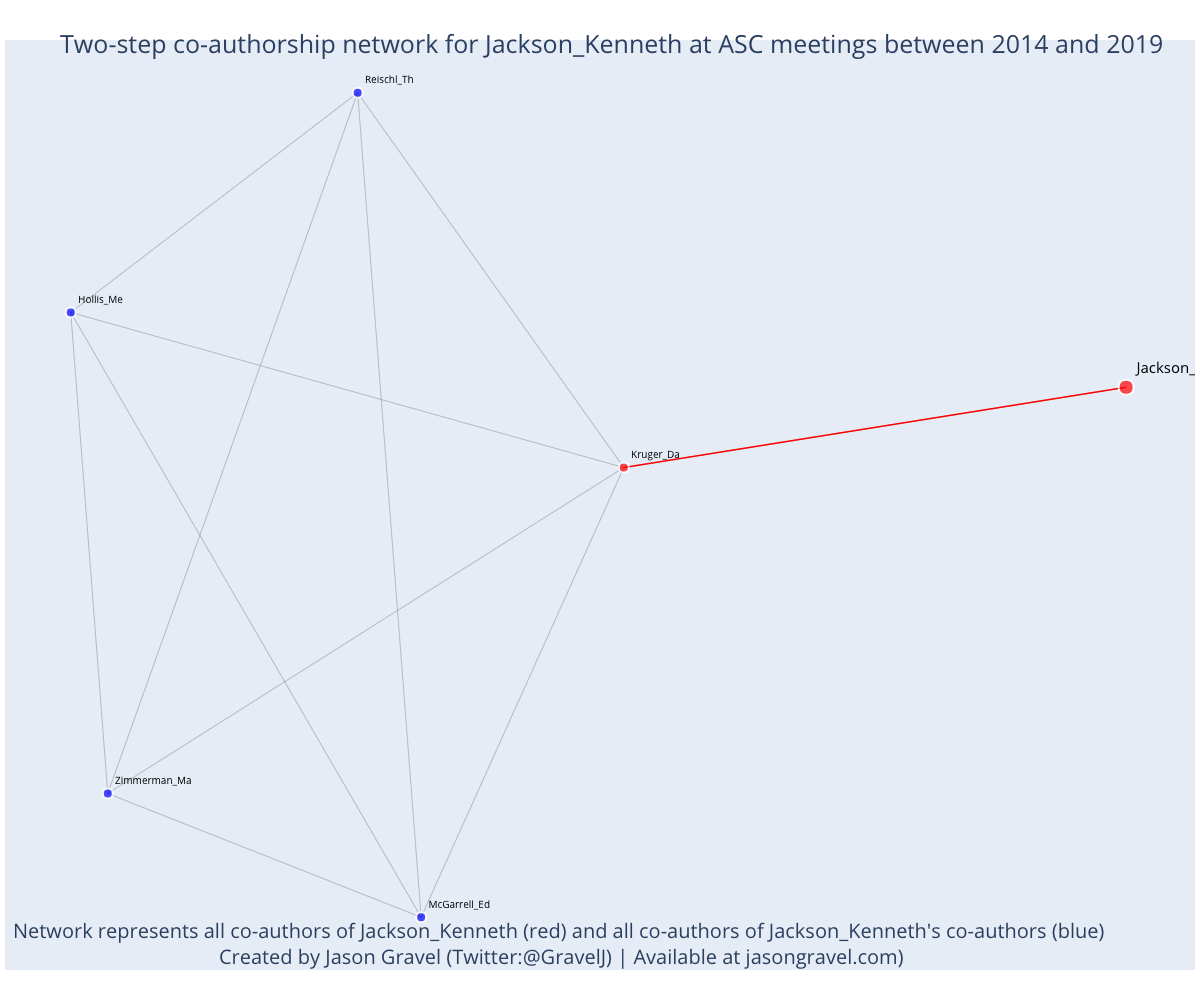 Two-step co-authorship network for Jackson_Kenneth at ASC meetings between 2014 and 2019
Reischl_Th
Hollis_Me
Jackson_
Kruger_Da
Zimmerman_Ma
McGarrell_Ed
Network represents all co-authors of Jackson_Kenneth (red) and all co-authors of Jackson_Kenneth's co-authors (blue)
Created by Jason Gravel (Twitter:@GravelJ) | Available at jasongravel.com)